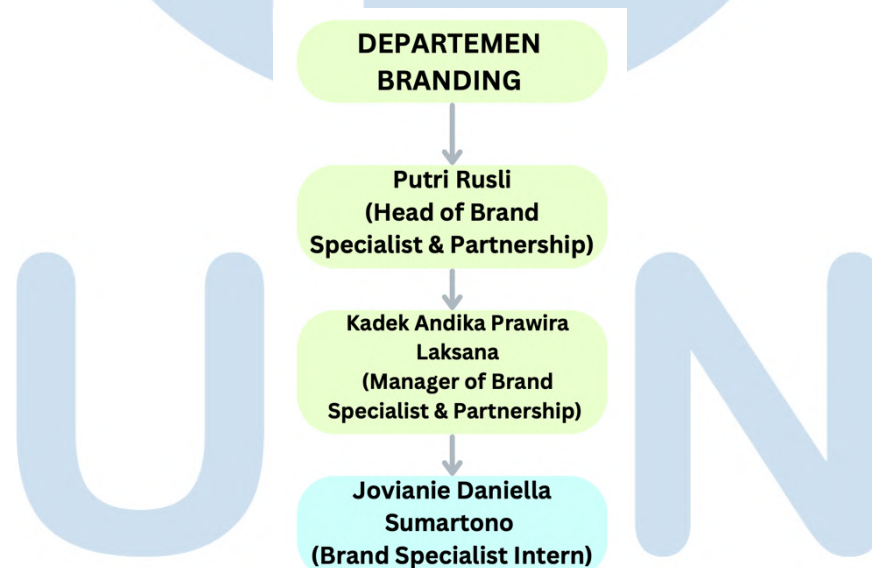 DEPARTEMEN
BRANDING
Putri Rusli
(Head of Brand
Specialist & Partnership)
Kadek Andika Prawira
Laksana
(Manager of Brand
Specialist & Partnership)
Jovianie Daniella
Sumartono
(Brand Specialist Intern)
U N